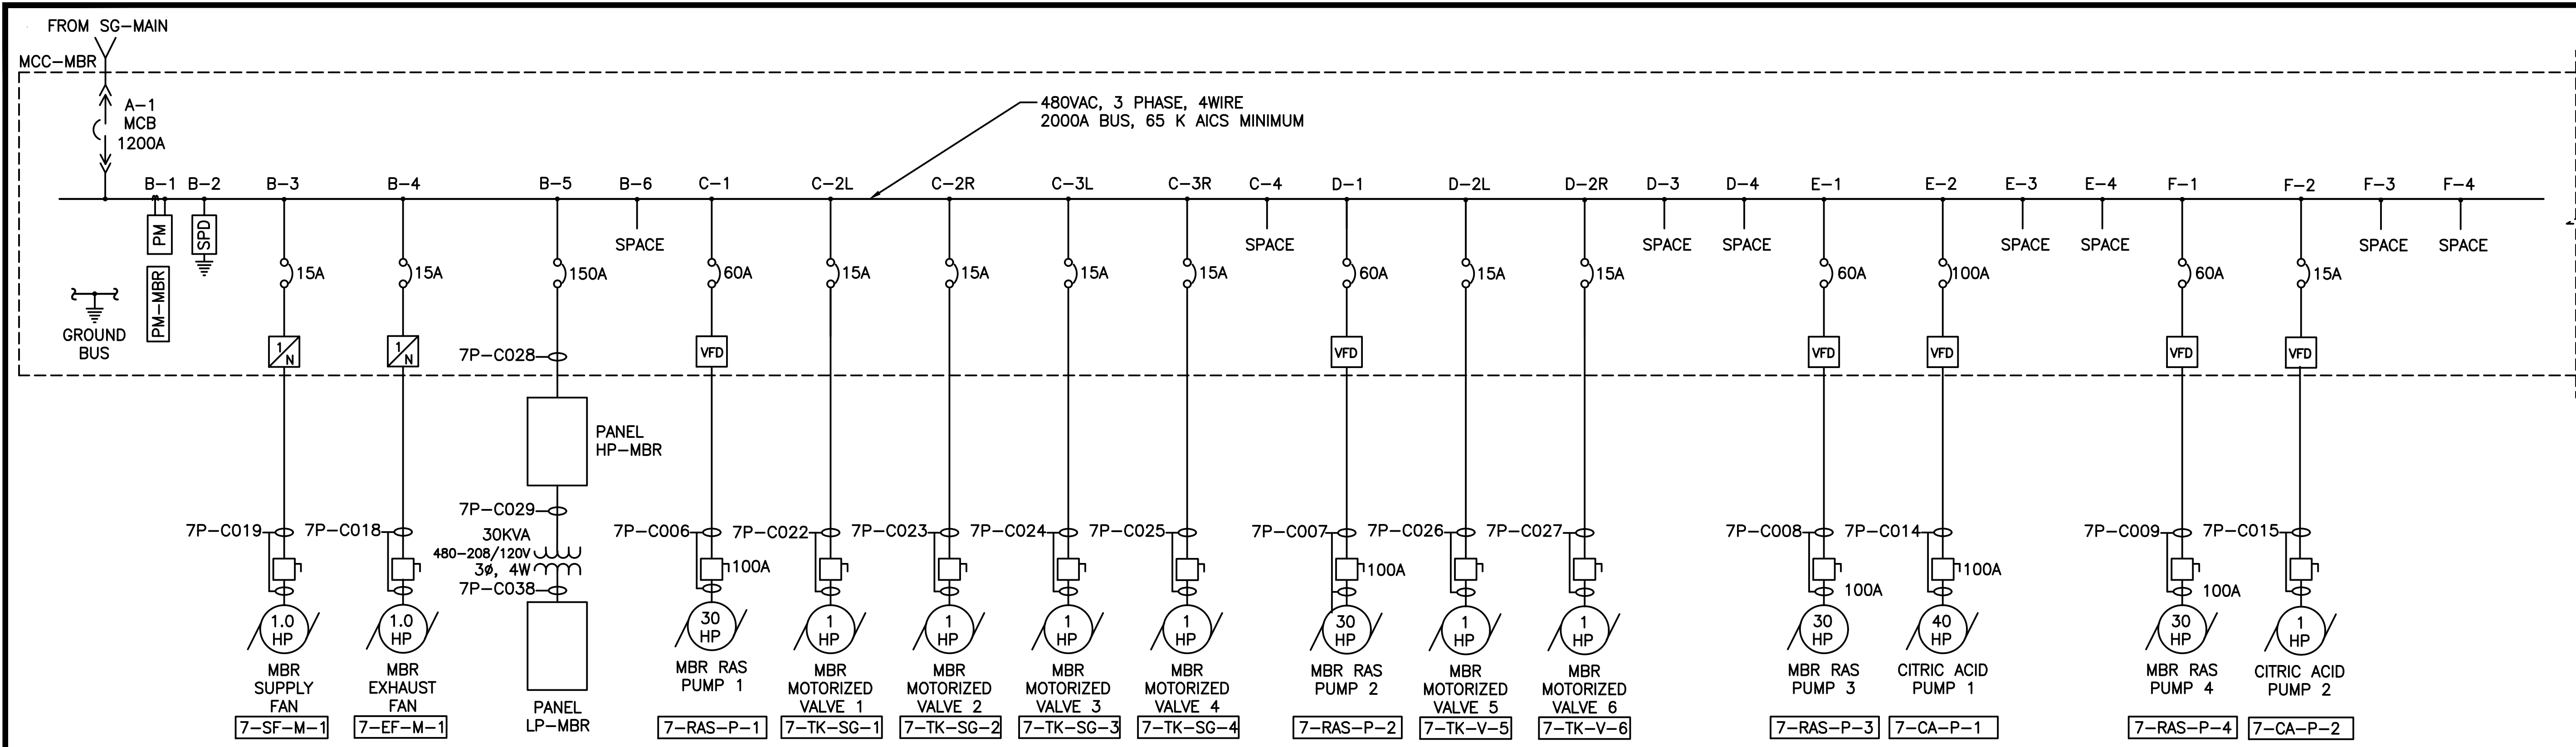 FROM SG-MAIN
MCC-MBR
A-1
MCB
1200A
480VAC, 3 PHASE, 4WIRE
2000A BUS, 65 K AICS MINIMUM
B-1 B-2 B-3 B-4 B-5 B-6 C-1 C-2L C-2R C-3L C-3R C-4 D-1 D-2L D-2R D-3 D-4 E-1 E-2 E-3 E-4 F-1 F-2 F-3 F-4
PM
SPD
SPACE
SPACE
SPACE
SPACE
SPACE
SPACE
SPACE
SPACE
PM-MBR
15A 15A 150A 60A 15A 15A 15A 15A 60A 15A 15A 60A 100A 60A 15A
GROUND
BUS
1
N
1
N
7P-C028
VFD VFD VFD VFD VFD VFD
PANEL
HP-MBR
7P-C029
30KVA
480-208/120V
3Ø, 4W
7P-C038
PANEL
LP-MBR
7P-C019
1.0
HP
MBR
SUPPLY
FAN
7-SF-M-1
7P-C018
1.0
HP
MBR
EXHAUST
FAN
7-EF-M-1
7P-C006
100A
30
HP
MBR RAS
PUMP 1
7-RAS-P-1
7P-C022
1
HP
MBR
MOTORIZED
VALVE 1
7-TK-SG-1
7P-C023
1
HP
MBR
MOTORIZED
VALVE 2
7-TK-SG-2
7P-C024
1
HP
MBR
MOTORIZED
VALVE 3
7-TK-SG-3
7P-C025
1
HP
MBR
MOTORIZED
VALVE 4
7-TK-SG-4
7P-C007
100A
30
HP
MBR RAS
PUMP 2
7-RAS-P-2
7P-C026
1
HP
MBR
MOTORIZED
VALVE 5
7-TK-V-5
7P-C027
1
HP
MBR
MOTORIZED
VALVE 6
7-TK-V-6
7P-C008
100A
30
HP
MBR RAS
PUMP 3
7-RAS-P-3
7P-C014
100A
40
HP
CITRIC ACID
PUMP 1
7-CA-P-1
7P-C009
100A
30
HP
MBR RAS
PUMP 4
7-RAS-P-4
7P-C015
1
HP
CITRIC ACID
PUMP 2
7-CA-P-2